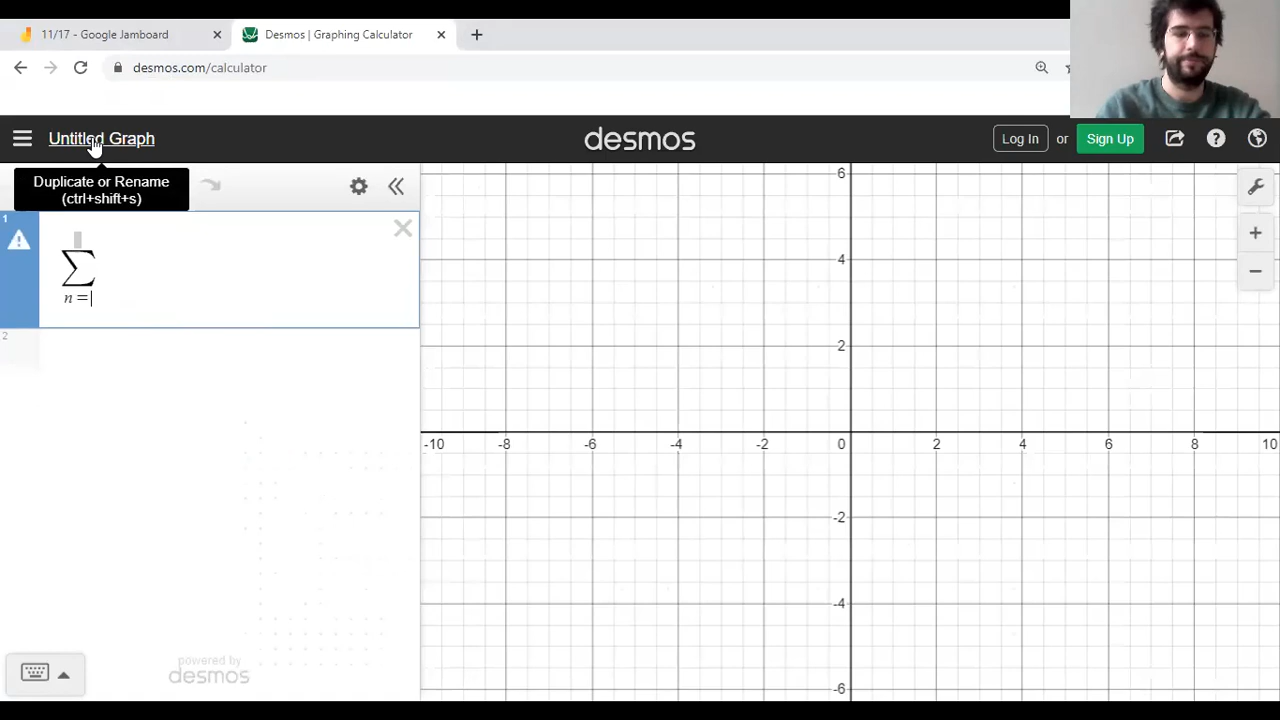 11/17 - Google Jamboard
Desmos | Graphing Calculator
desmos.com/calculator
Untitled Graph
desmos
Log In or Sign Up
Duplicate or Rename
(ctrl+shift+s)
1
∑
n =
2
powered by
desmos
6
4
2
-10 -8 -6 -4 -2 0 2 4 6 8 10
-2
-4
-6